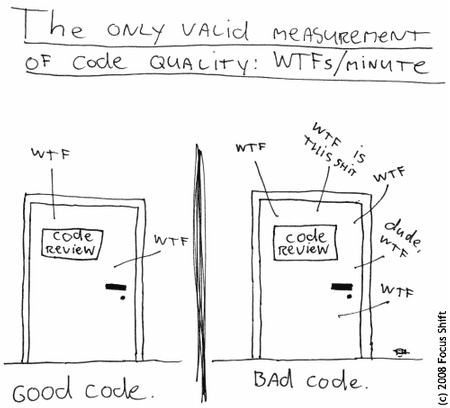 The ONLY VALID MEASUREMENT
OF Code QUALITY: WTFs/MINUTE
WTF
Code
REVIEW
WTF
Good code.
WTF
WTF is
THIS SHIT
WTF
Code
REVIEW
dude,
WTF
WTF
BAd code.
(c) 2008 Focus Shift